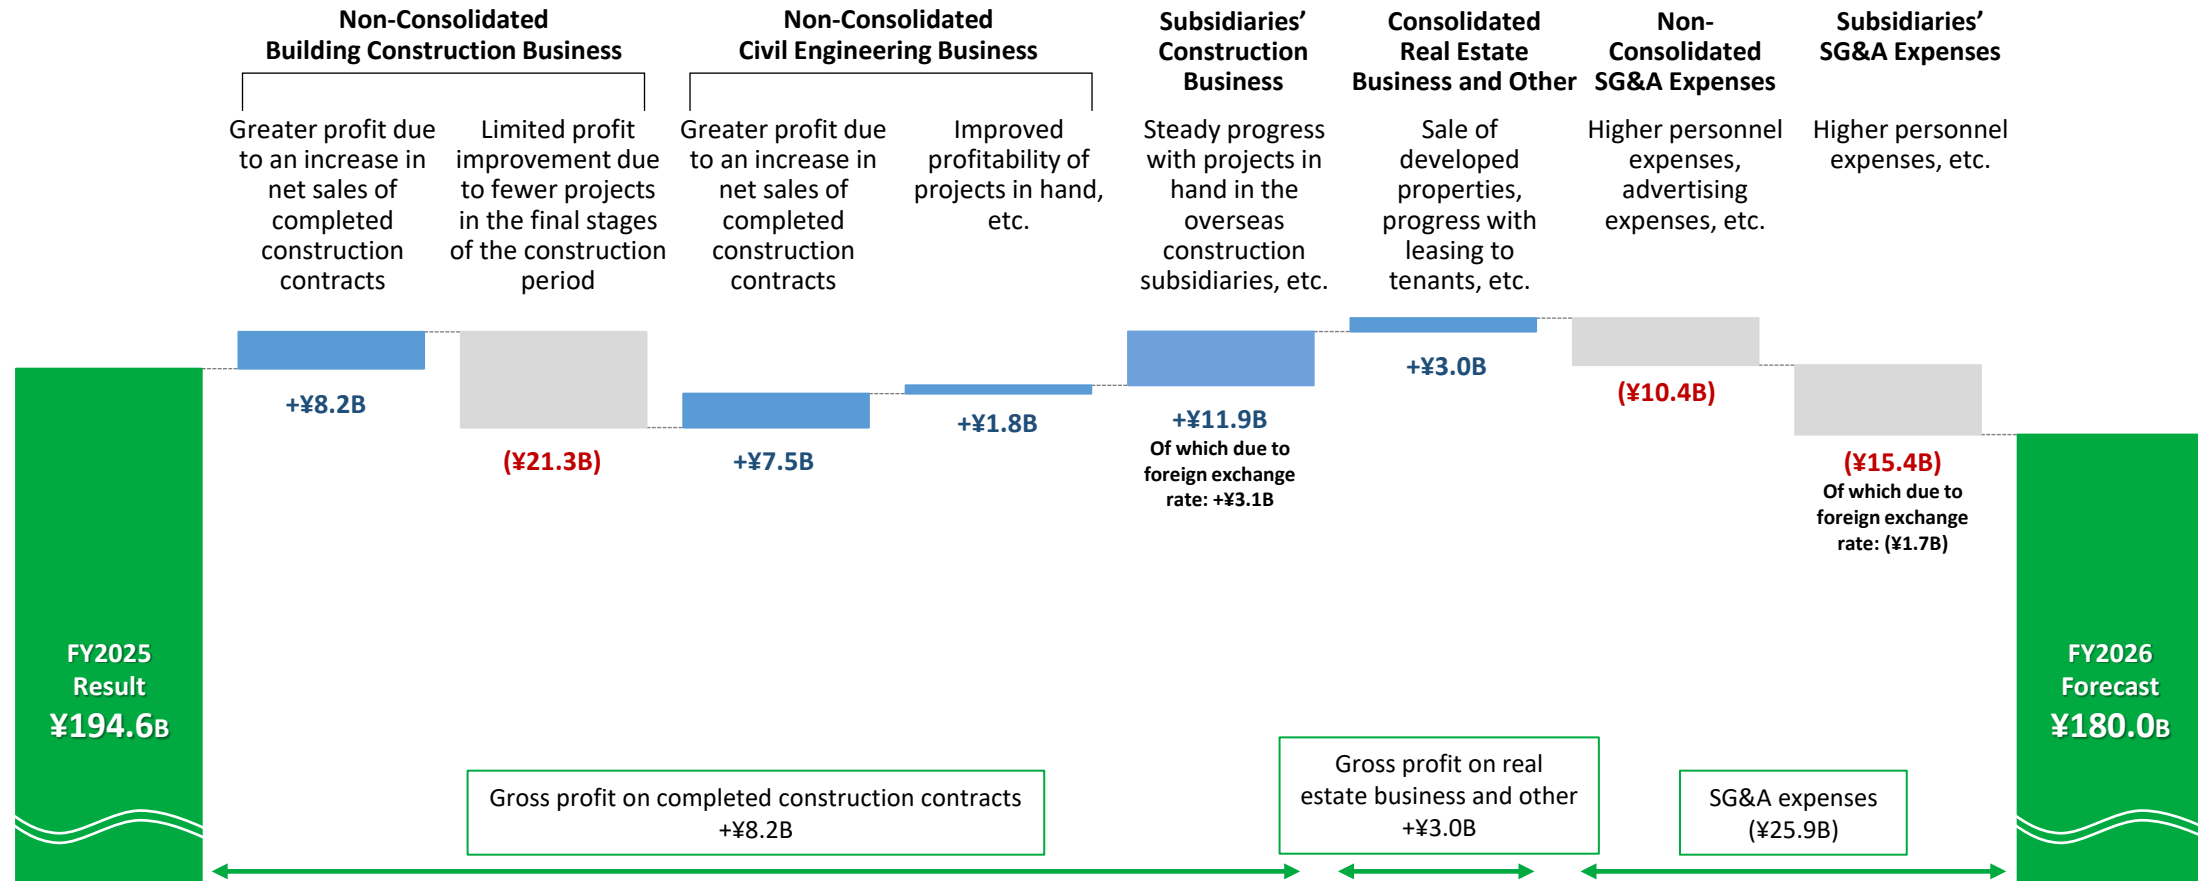 Non-Consolidated
Building Construction Business
Non-Consolidated
Civil Engineering Business
Subsidiaries’
Construction
Business
Consolidated
Real Estate
Business and Other
Non-
Consolidated
SG&A Expenses
Subsidiaries’
SG&A Expenses
Greater profit due
to an increase in
net sales of
completed
construction
contracts
Limited profit
improvement due
to fewer projects
in the final stages
of the construction
period
Greater profit due
to an increase in
net sales of
completed
construction
contracts
Improved
profitability of
projects in hand,
etc.
Steady progress
with projects in
hand in the
overseas
construction
subsidiaries, etc.
Sale of
developed
properties,
progress with
leasing to
tenants, etc.
Higher personnel
expenses,
advertising
expenses, etc.
Higher personnel
expenses, etc.
+¥8.2B
(¥21.3B)
+¥7.5B
+¥1.8B
+¥11.9B
Of which due to
foreign exchange
rate: +¥3.1B
+¥3.0B
(¥10.4B)
(¥15.4B)
Of which due to
foreign exchange
rate: (¥1.7B)
FY2025
Result
¥194.6B
FY2026
Forecast
¥180.0B
Gross profit on completed construction contracts
+¥8.2B
Gross profit on real
estate business and other
+¥3.0B
SG&A expenses
(¥25.9B)